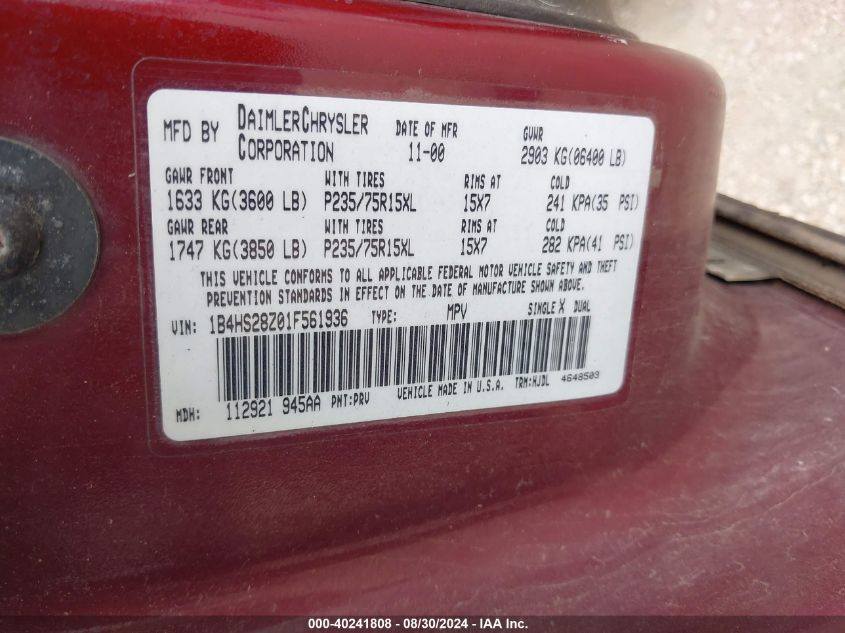 MFD BY DAIMLERCHRYSLER CORPORATION DATE OF MFR 11-00 GVWR 2903 KG(06400 LB)
GAWR FRONT WITH TIRES RIMS AT COLD
1633 KG(3600 LB) P235/75R15XL 15X7 241 KPA(35 PSI)
GAWR REAR WITH TIRES RIMS AT COLD
1747 KG(3850 LB) P235/75R15XL 15X7 282 KPA(41 PSI)
THIS VEHICLE CONFORMS TO ALL APPLICABLE FEDERAL MOTOR VEHICLE SAFETY AND THEFT
PREVENTION STANDARDS IN EFFECT ON THE DATE OF MANUFACTURE SHOWN ABOVE.
VIN: 1B4HS28Z01F561936 TYPE: MPV SINGLE X DUAL
MDH: 112921 945AA PNT:PRV VEHICLE MADE IN U.S.A. TRM:HJDL 4648503
000-40241808 - 08/30/2024 - IAA Inc.